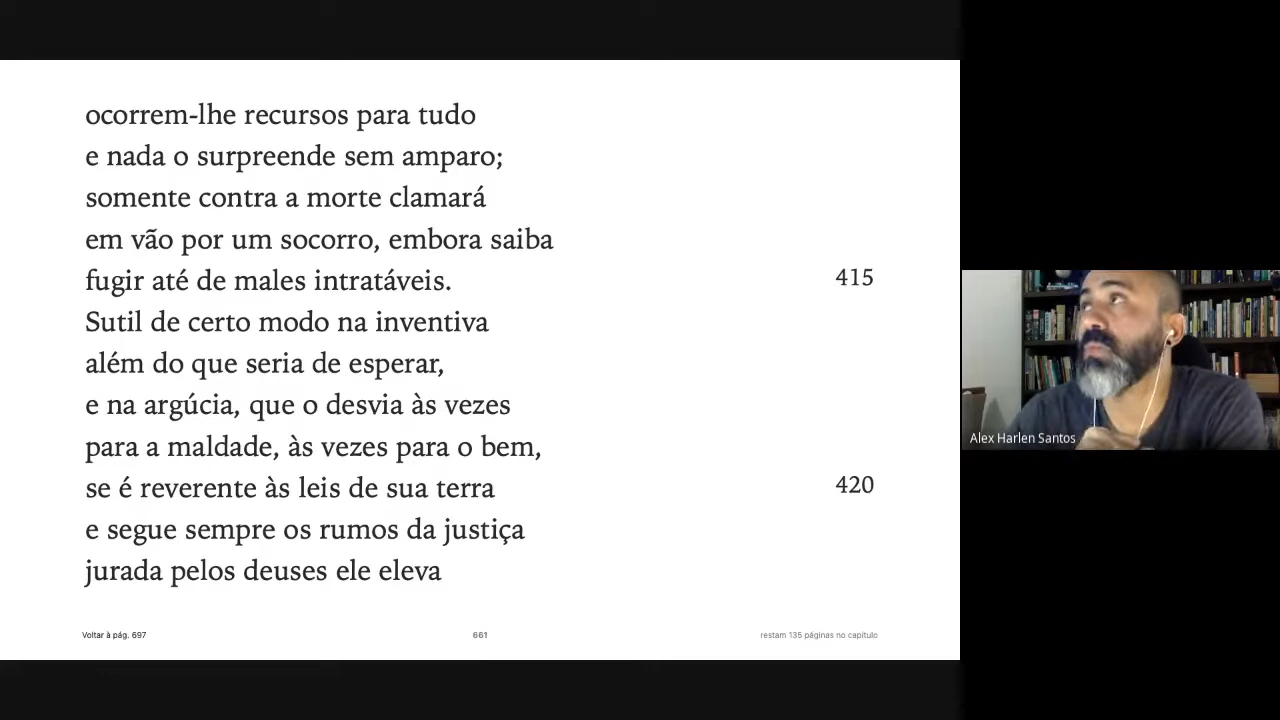 ocorrem-lhe recursos para tudo
e nada o surpreende sem amparo;
somente contra a morte clamará
em vão por um socorro, embora saiba
fugir até de males intratáveis.
415
Sutil de certo modo na inventiva
além do que seria de esperar,
e na argúcia, que o desvia às vezes
para a maldade, às vezes para o bem,
se é reverente às leis de sua terra
420
e segue sempre os rumos da justiça
jurada pelos deuses ele eleva
Voltar à pág. 697
661
restam 135 páginas no capítulo
Alex Harlen Santos